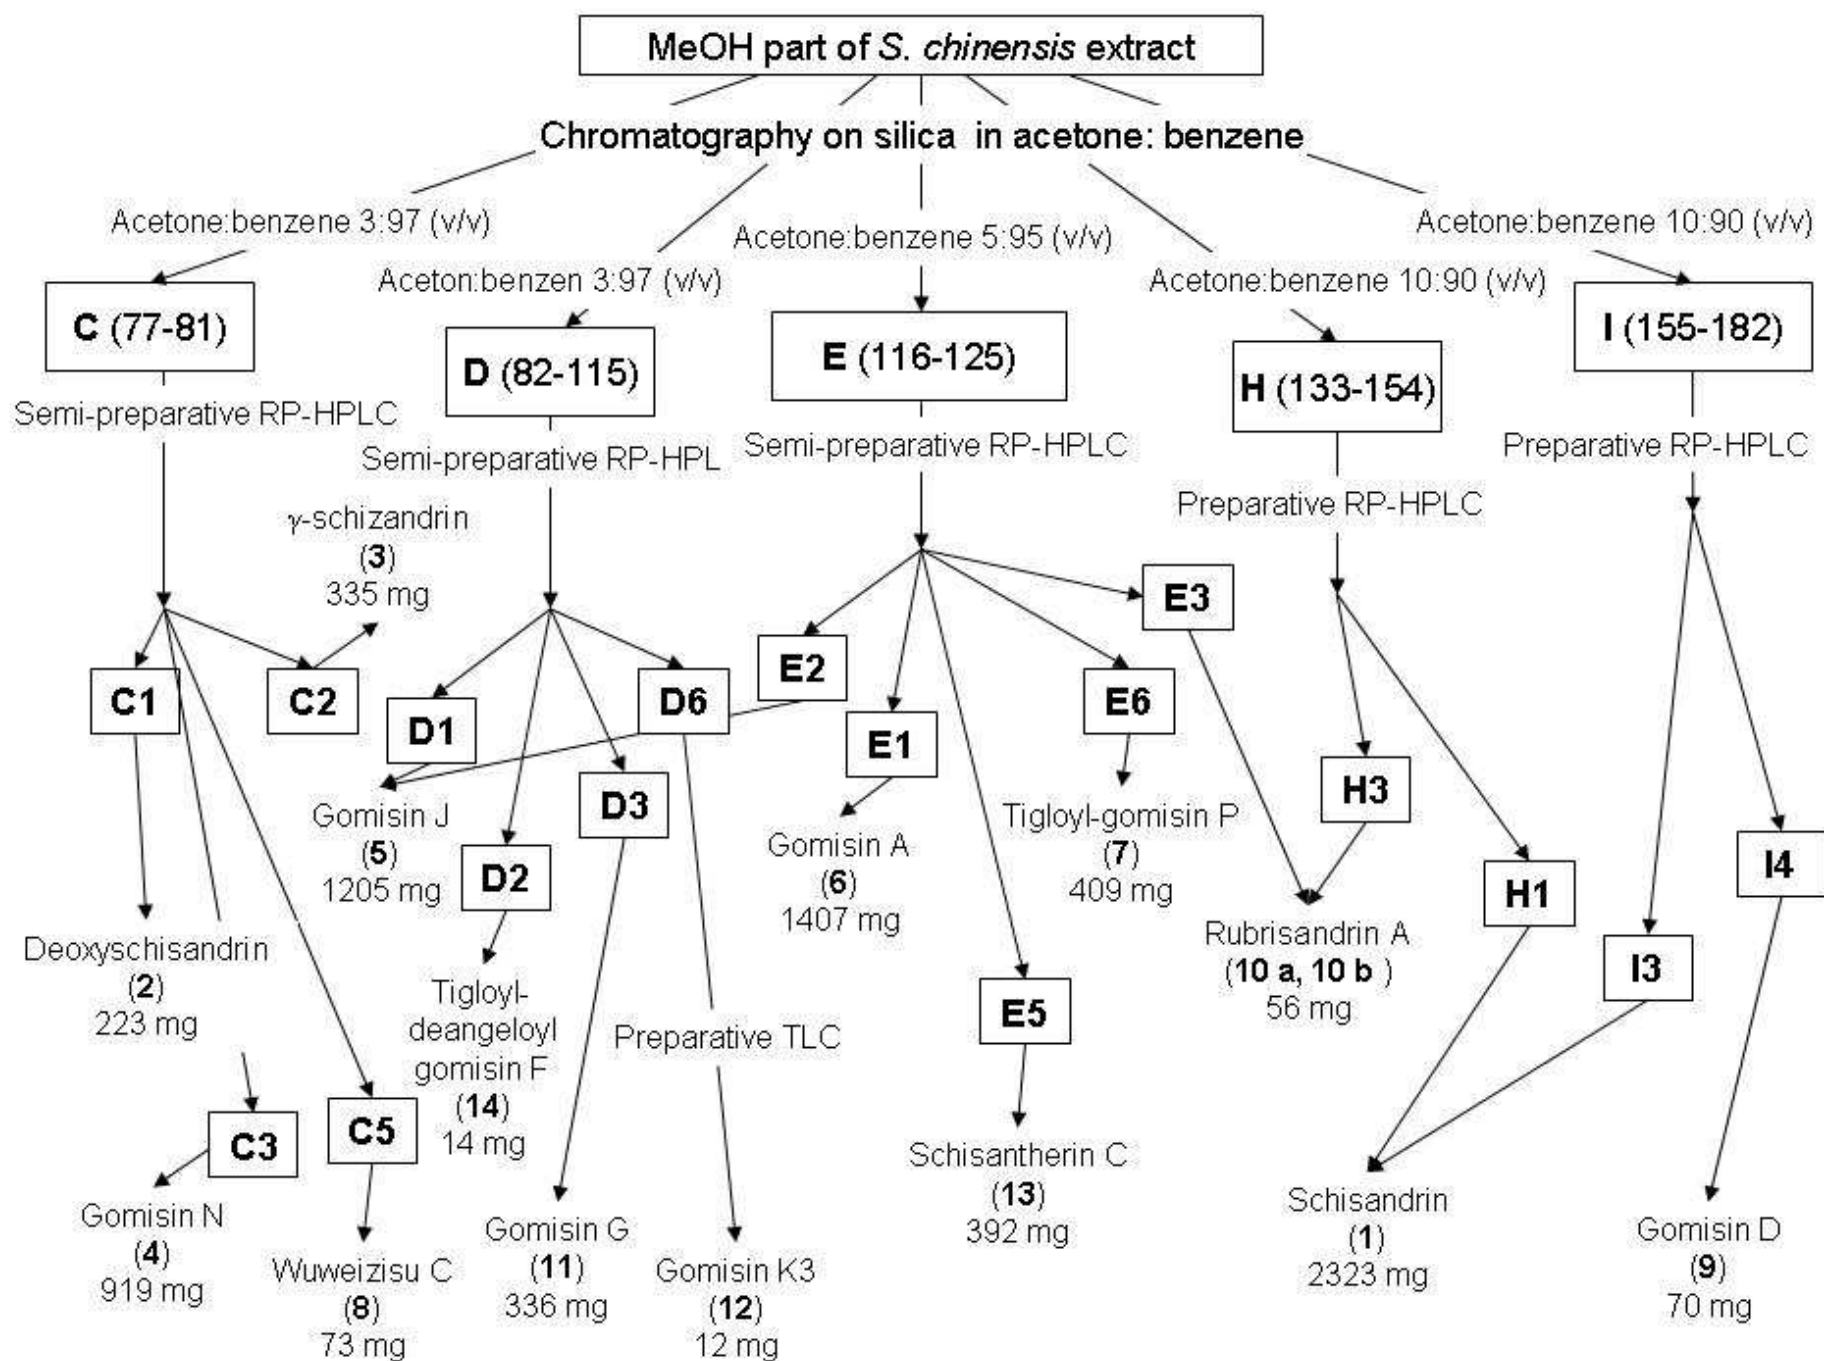 MeOH part of S. chinensis extract
Chromatography on silica in acetone: benzene
Acetone:benzene 3:97 (v/v)
Aceton:benzen 3:97 (v/v)
Acetone:benzene 5:95 (v/v)
Acetone:benzene 10:90 (v/v)
Acetone:benzene 10:90 (v/v)
C (77-81)
D (82-115)
E (116-125)
H (133-154)
I (155-182)
Semi-preparative RP-HPLC
Semi-preparative RP-HPL
Semi-preparative RP-HPLC
Preparative RP-HPLC
Preparative RP-HPLC
γ-schizandrin
(3)
335 mg
C1
C2
D1
D6
E2
E1
E6
E3
D3
D2
H3
H1
I4
I3
E5
C3
C5
Gomisin J
(5)
1205 mg
Gomisin A
(6)
1407 mg
Tigloyl-gomisin P
(7)
409 mg
Deoxyschisandrin
(2)
223 mg
Tigloyl-
deangeloyl
gomisin F
(14)
14 mg
Preparative TLC
Rubrisandrin A
(10 a, 10 b )
56 mg
Schisantherin C
(13)
392 mg
Gomisin N
(4)
919 mg
Wuweizisu C
(8)
73 mg
Gomisin G
(11)
336 mg
Gomisin K3
(12)
12 mg
Schisandrin
(1)
2323 mg
Gomisin D
(9)
70 mg